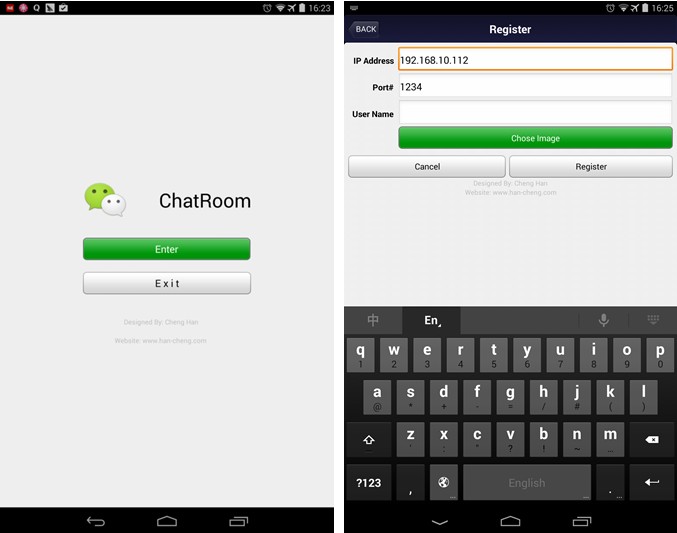 16:23
ChatRoom
Enter
Exit
Designed By: Cheng Han
Website: www.han-cheng.com
16:25
BACK
Register
IP Address
192.168.10.112
Port#
1234
User Name
Chose Image
Cancel
Register
Designed By: Cheng Han
Website: www.han-cheng.com
中
En
q w e r t y u i o p
1 2 3 4 5 6 7 8 9 0
a s d f g h j k l
@ * + - = / # ( )
z x c v b n m
' : " ? ! ~ _
?123 , English .